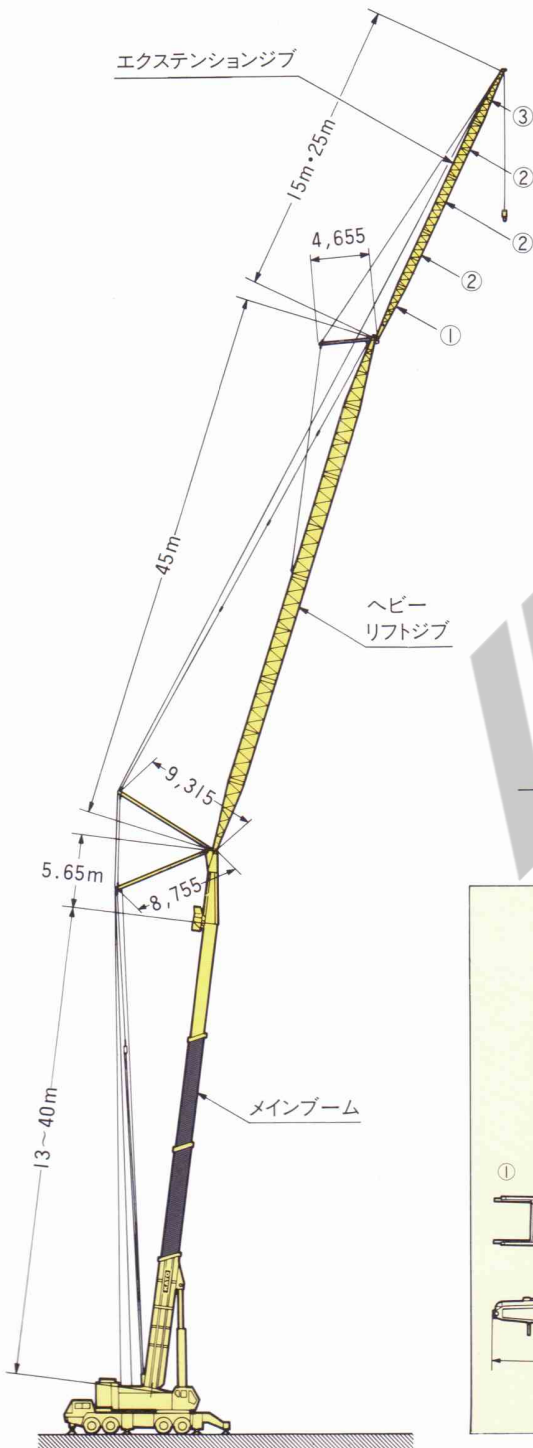 エクステンションジブ
15m・25m
③
②
②
②
①
4,655
45m
ヘビー
リフトジブ
9,315
5.65m
8,755
メインブーム
13~40m
①